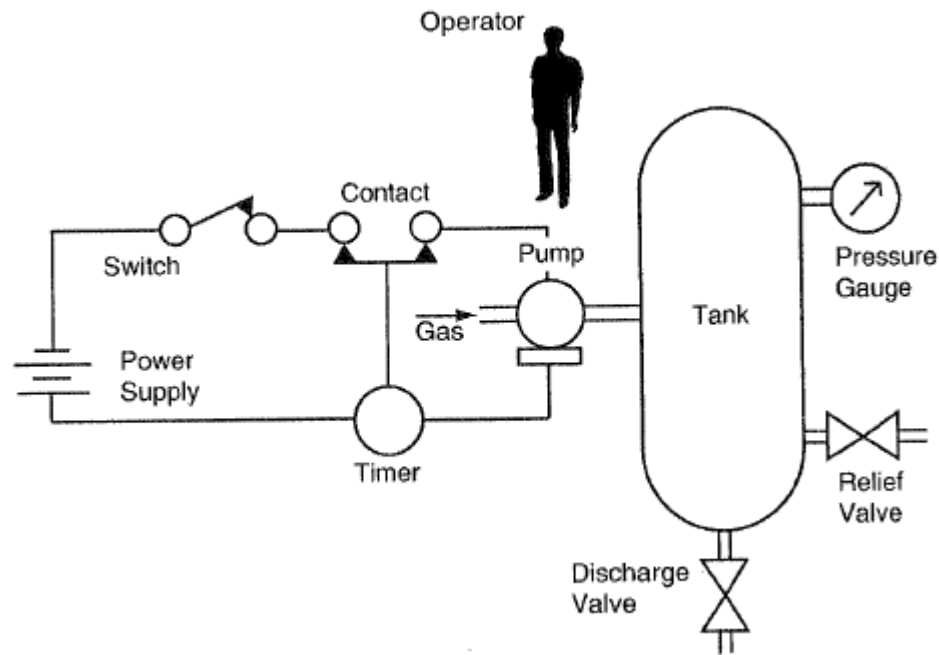 Operator
Contact
Switch
Pump
Pressure
Gauge
Gas
Tank
Power
Supply
Timer
Relief
Valve
Discharge
Valve